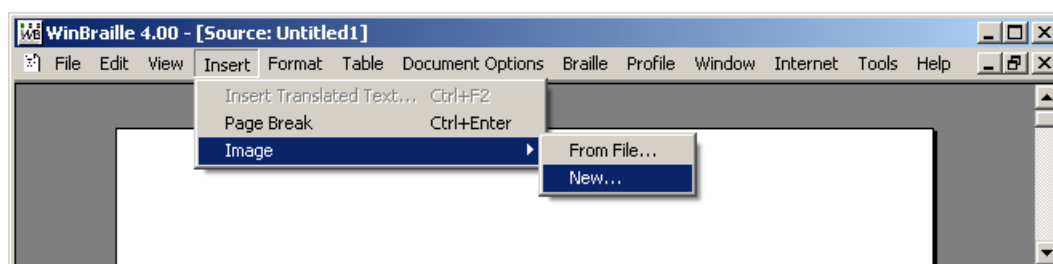 WB WinBraille 4.00 - [Source: Untitled1]
File Edit View Insert Format Table Document Options Braille Profile Window Internet Tools Help
Insert Translated Text... Ctrl+F2
Page Break Ctrl+Enter
Image From File...
New...